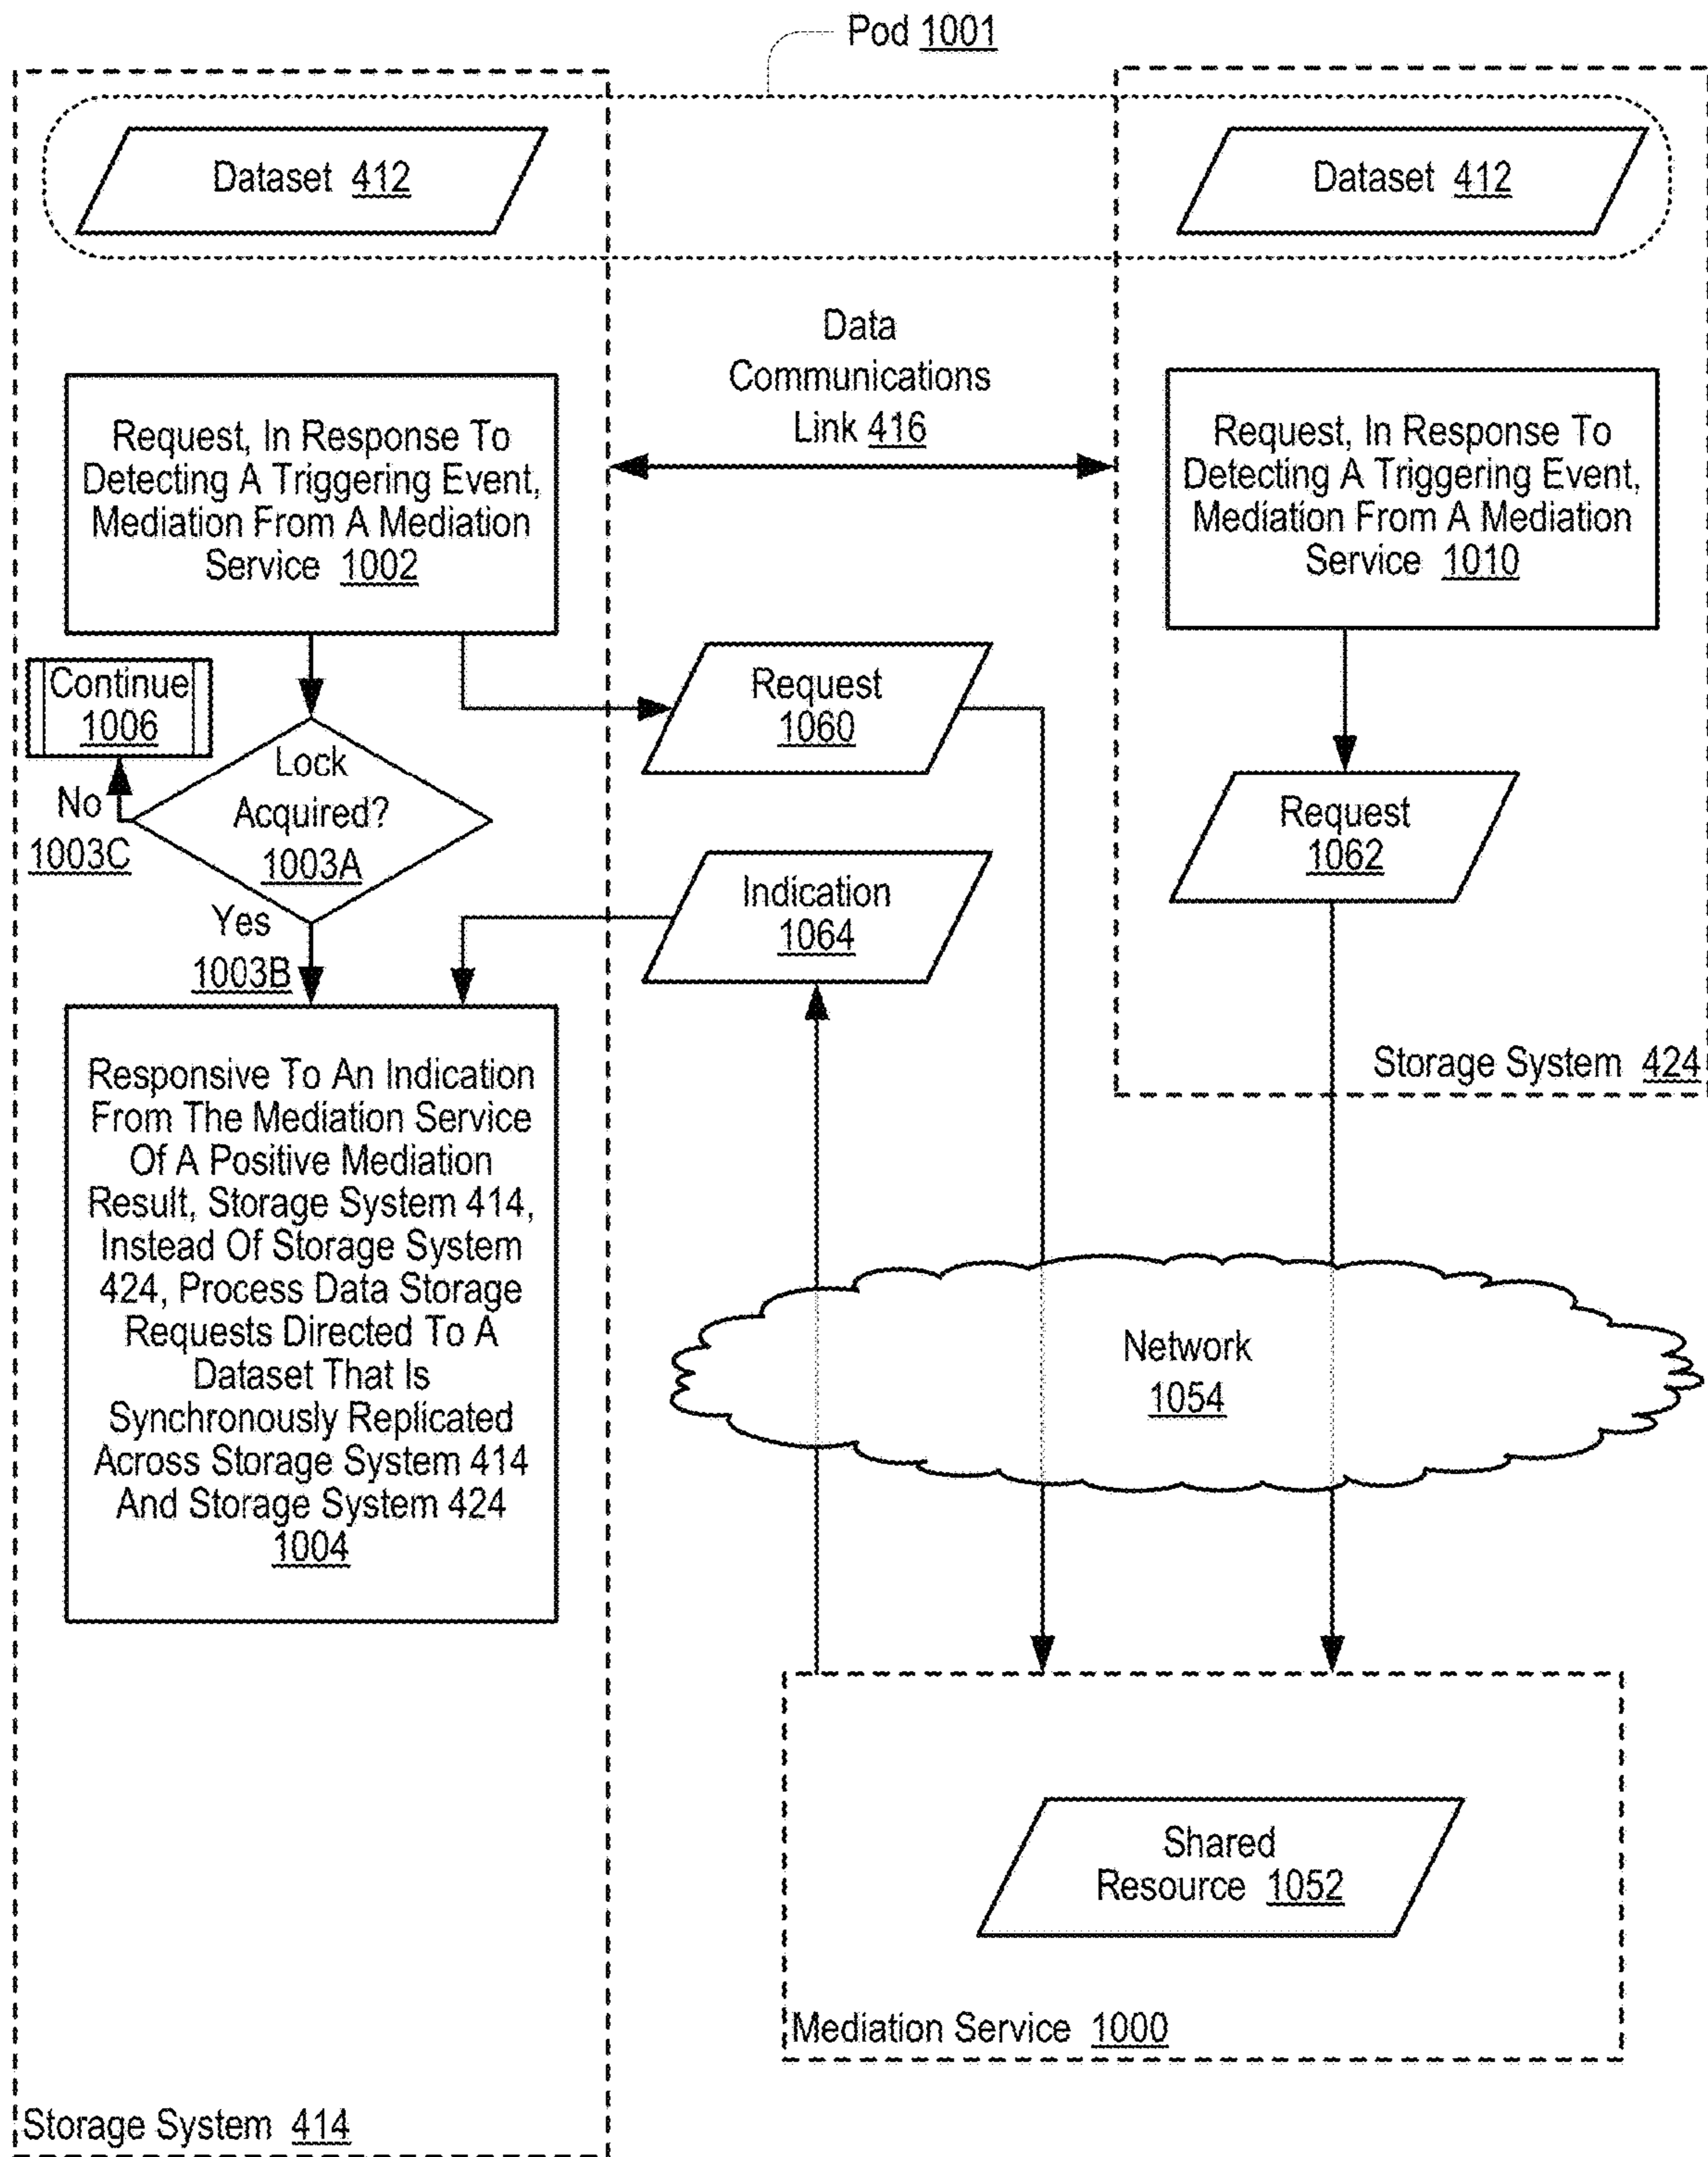 Pod 1001
Dataset 412
Dataset 412
Data
Communications
Link 416
Request, In Response To
Detecting A Triggering Event,
Mediation From A Mediation
Service 1002
Request, In Response To
Detecting A Triggering Event,
Mediation From A Mediation
Service 1010
Continue
1006
Request
1060
Lock
Acquired?
1003A
No
1003C
Request
1062
Indication
1064
Yes
1003B
Storage System 424
Responsive To An Indication
From The Mediation Service
Of A Positive Mediation
Result, Storage System 414,
Instead Of Storage System
424, Process Data Storage
Requests Directed To A
Dataset That Is
Synchronously Replicated
Across Storage System 414
And Storage System 424
1004
Network
1054
Shared
Resource 1052
Mediation Service 1000
Storage System 414